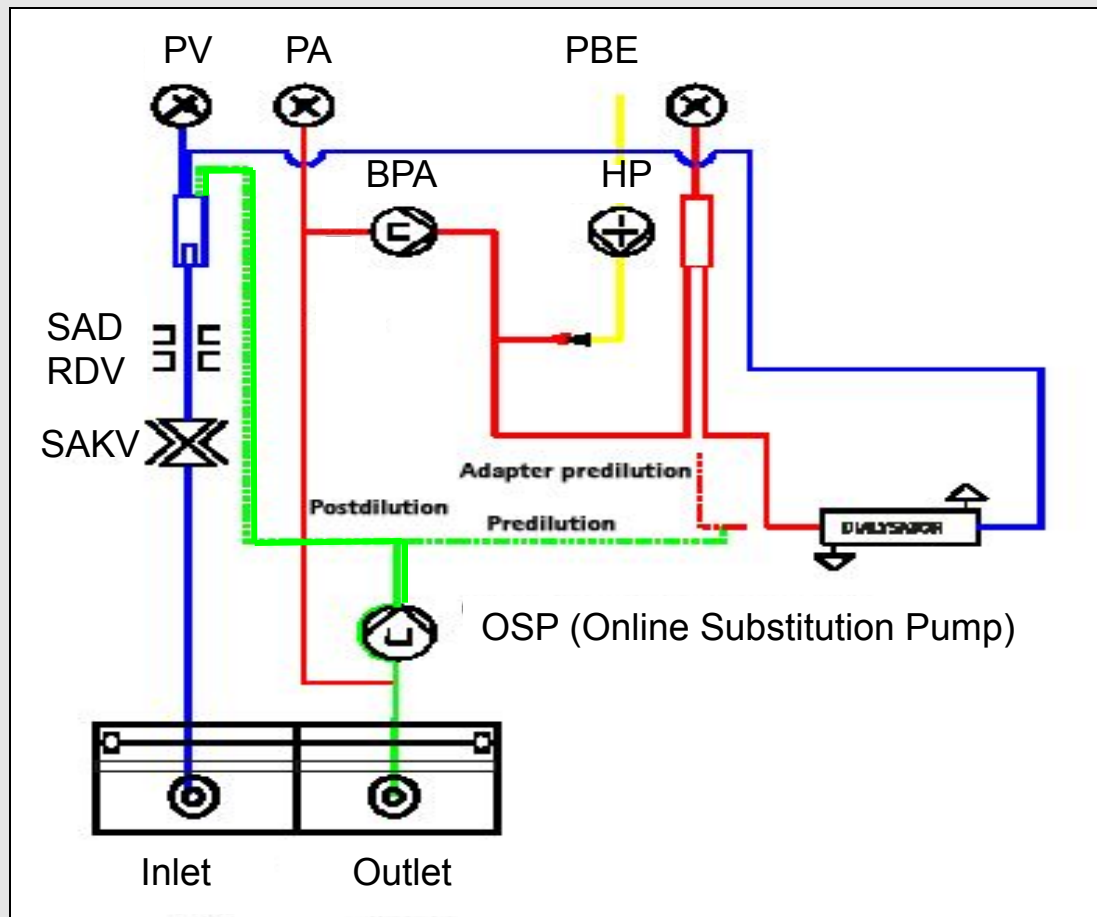 PV
PA
PBE
BPA
HP
SAD
RDV
SAKV
Adapter predilution
Postdilution
Predilution
DIALYSATOR
OSP (Online Substitution Pump)
Inlet
Outlet